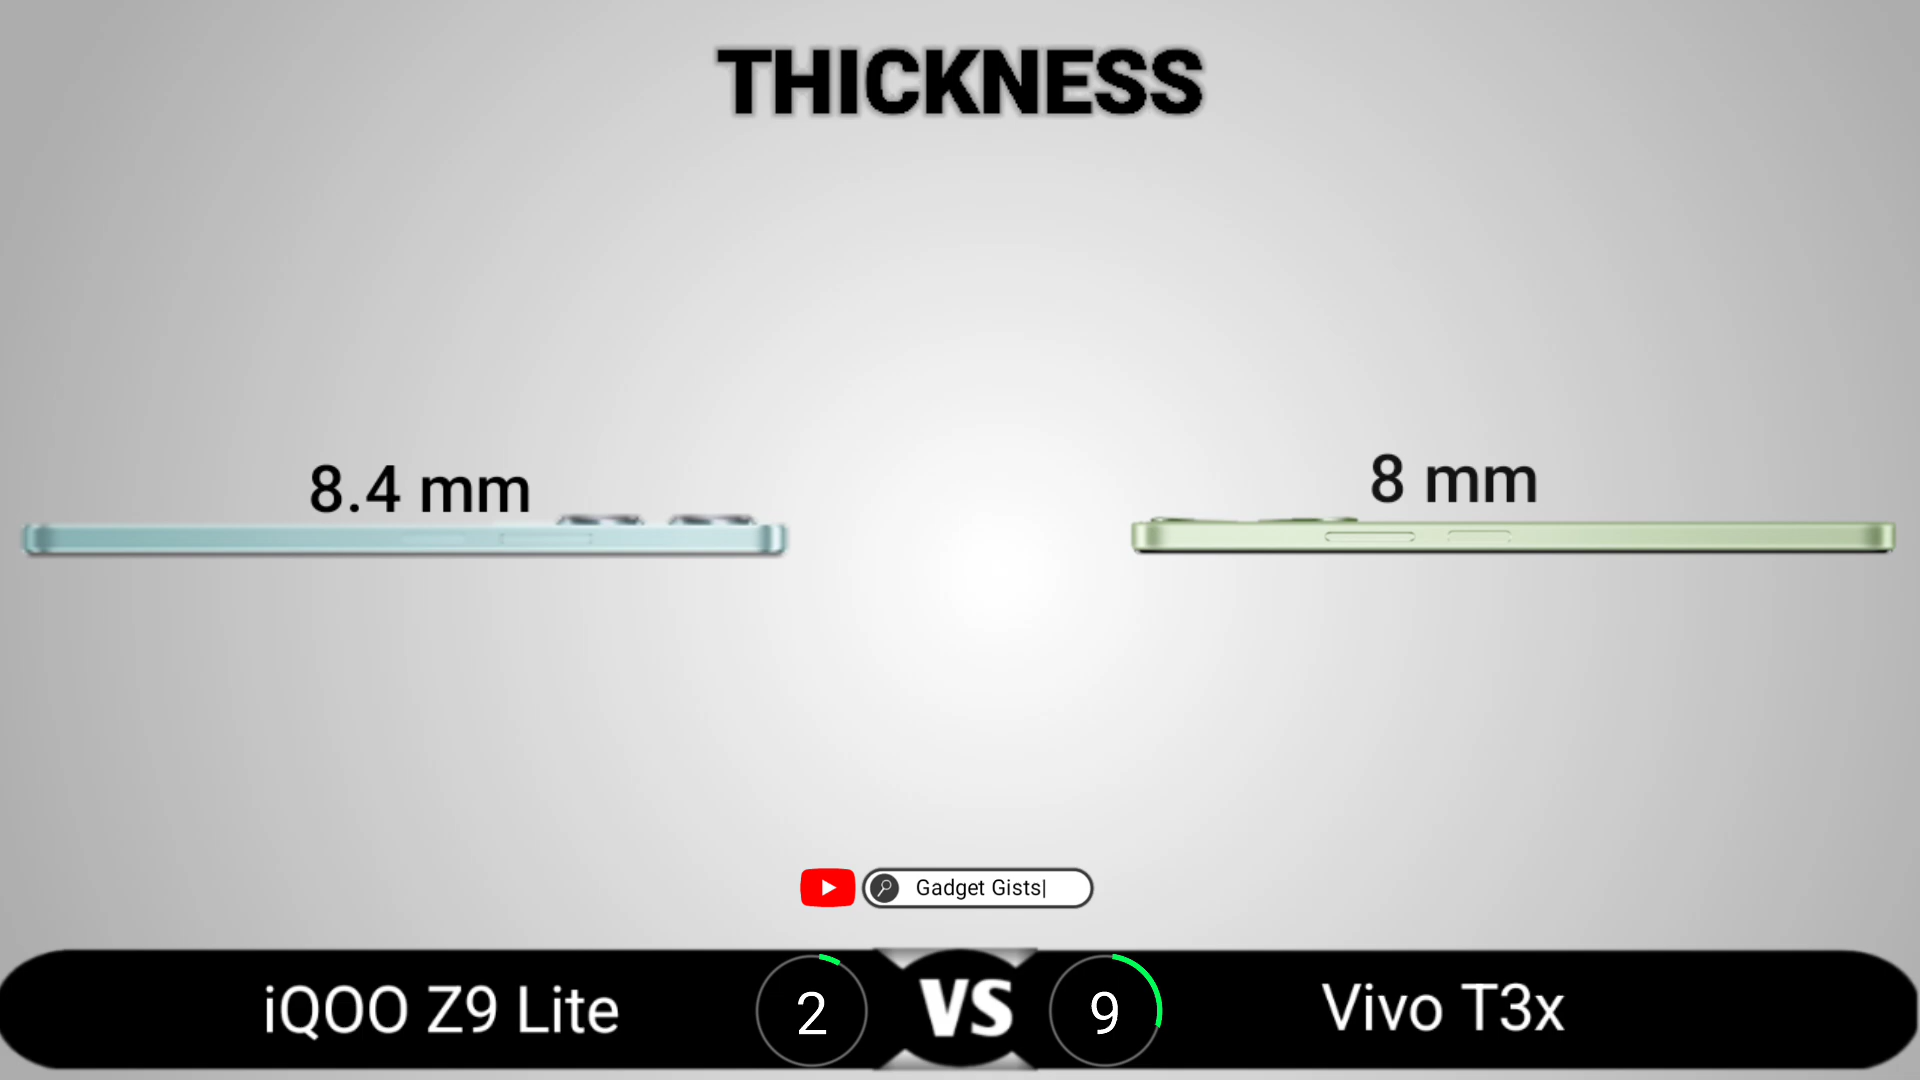 THICKNESS
8.4 mm
8 mm
Gadget Gists|
iQOO Z9 Lite
2
VS
9
Vivo T3x